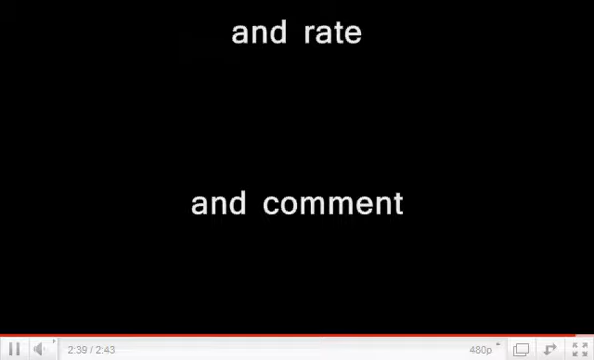 and rate
and comment
2:39 / 2:43
480p